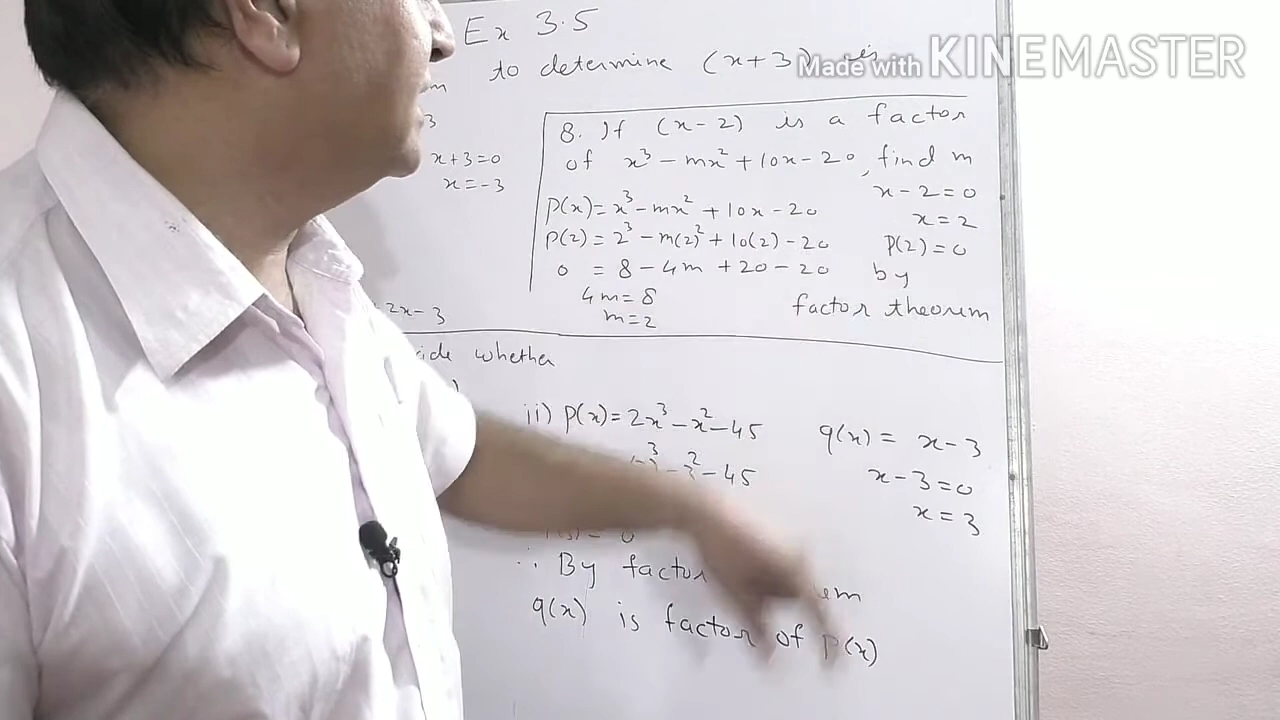 Ex 3.5
to determine (x+3) is
Made with KINEMASTER
3
x+3=0
x=-3
8. If (x-2) is a factor
of x³-mx²+10x-20, find m
x-2=0
x=2
p(x)=x³-mx²+10x-20
p(2)=2³-m(2)²+10(2)-20
p(2)=0
0 = 8-4m+20-20
by
4m=8
factor theorem
m=2
+2x-3
whether
ii) p(x)=2x³-x²-45
q(x)= x-3
-45
x-3=0
x=3
∴ By factor
q(x) is factor of p(x)